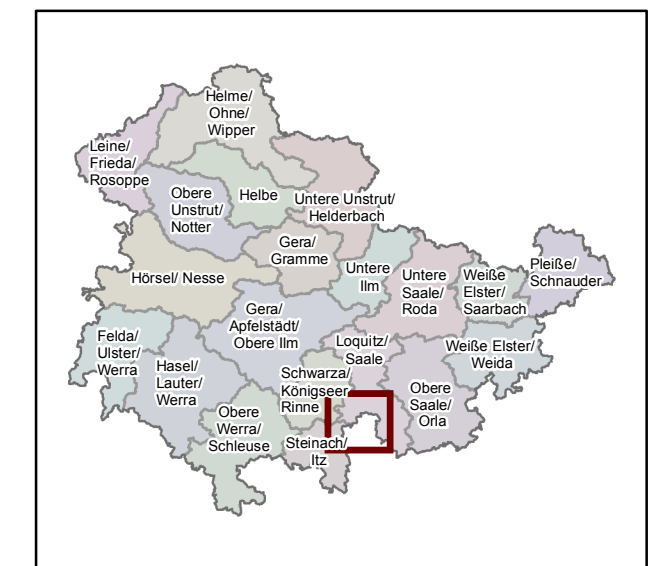 Helme/
Ohne/
Wipper
Leine/
Frieda/
Rosoppe
Obere
Unstrut/
Notter
Helbe
Untere Unstrut/
Helderbach
Gera/
Gramme
Hörsel/ Nesse
Untere
Ilm
Untere
Saale/
Roda
Weiße
Elster/
Saarbach
Pleiße/
Schnauder
Gera/
Apfelstädt/
Obere Ilm
Loquitz/
Saale
Weiße Elster/
Weida
Felda/
Ulster/
Werra
Hasel/
Lauter/
Werra
Schwarza/
Königseer
Rinne
Obere
Saale/
Orla
Obere
Werra/
Schleuse
Steinach/
Itz